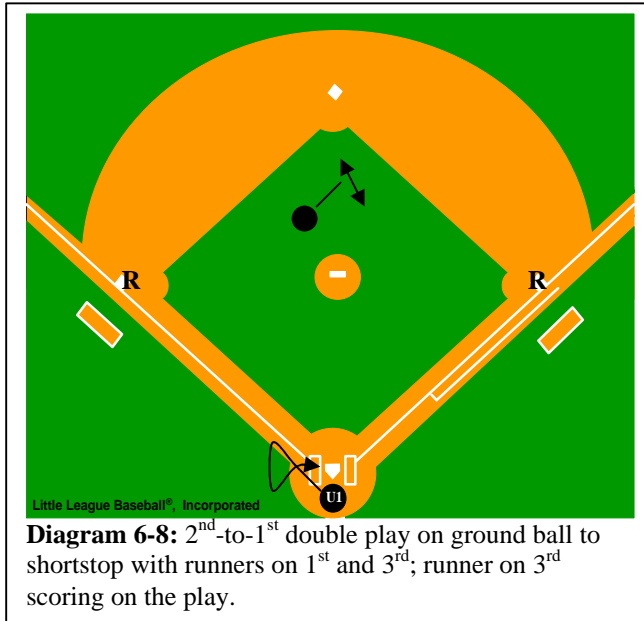 R R
U1
Little League Baseball®, Incorporated
Diagram 6-8: 2nd-to-1st double play on ground ball to
shortstop with runners on 1st and 3rd; runner on 3rd
scoring on the play.